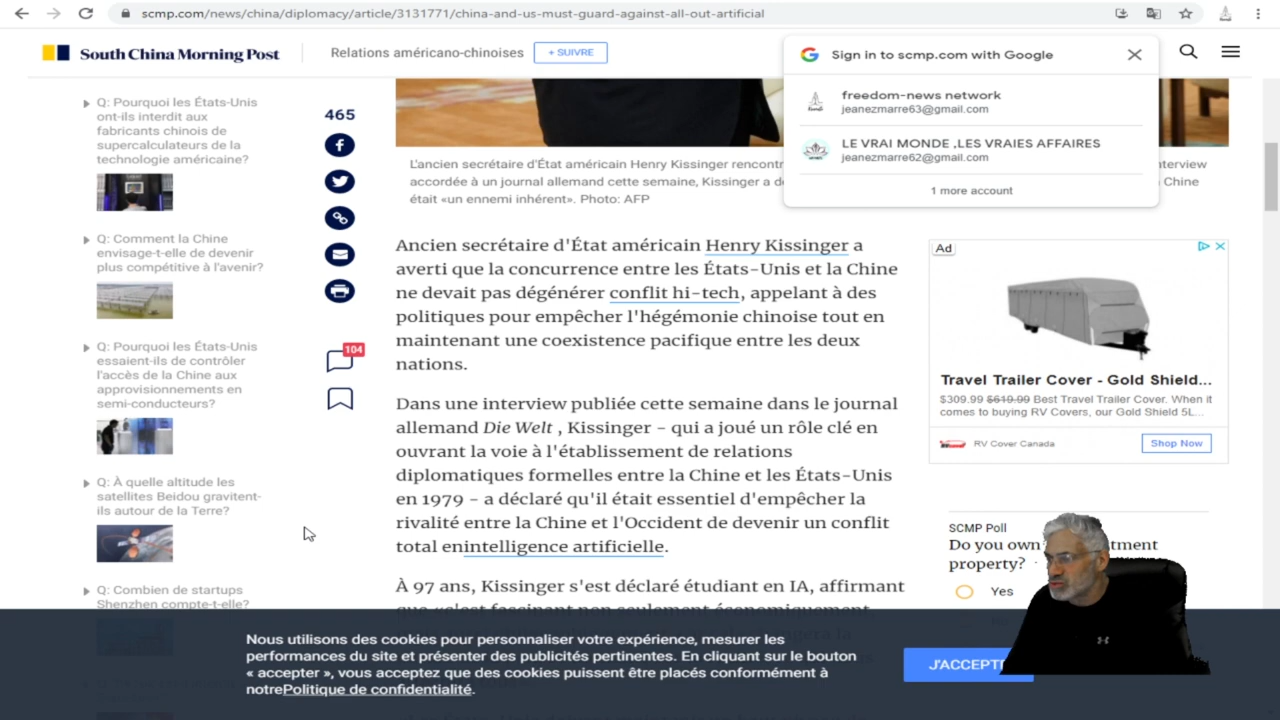 scmp.com/news/china/diplomacy/article/3131771/china-and-us-must-guard-against-all-out-artificial
South China Morning Post
Relations américano-chinoises
+ SUIVRE
Q: Pourquoi les États-Unis
ont-ils interdit aux
fabricants chinois de
supercalculateurs de la
technologie américaine?
Q: Comment la Chine
envisage-t-elle de devenir
plus compétitive à l'avenir?
Q: Pourquoi les États-Unis
essaient-ils de contrôler
l'accès de la Chine aux
approvisionnements en
semi-conducteurs?
Q: À quelle altitude les
satellites Beidou gravitent-
ils autour de la Terre?
Q: Combien de startups
Shenzhen compte-t-elle?
465
104
L'ancien secrétaire d'État américain Henry Kissinger rencontr
interview
accordée à un journal allemand cette semaine, Kissinger a d
Chine
était «un ennemi inhérent». Photo: AFP
Ancien secrétaire d'État américain Henry Kissinger a
averti que la concurrence entre les États-Unis et la Chine
ne devait pas dégénérer conflit hi-tech, appelant à des
politiques pour empêcher l'hégémonie chinoise tout en
maintenant une coexistence pacifique entre les deux
nations.
Dans une interview publiée cette semaine dans le journal
allemand Die Welt , Kissinger - qui a joué un rôle clé en
ouvrant la voie à l'établissement de relations
diplomatiques formelles entre la Chine et les États-Unis
en 1979 - a déclaré qu'il était essentiel d'empêcher la
rivalité entre la Chine et l'Occident de devenir un conflit
total enintelligence artificielle.
À 97 ans, Kissinger s'est déclaré étudiant en IA, affirmant
que «c'est fascinant non seulement économiquement
Sign in to scmp.com with Google
freedom-news network
jeanezmarre63@gmail.com
LE VRAI MONDE ,LES VRAIES AFFAIRES
jeanezmarre62@gmail.com
1 more account
Ad
Travel Trailer Cover - Gold Shield...
$309.99 $619.99 Best Travel Trailer Cover. When it
comes to buying RV Covers, our Gold Shield 5L...
RV Cover Canada
Shop Now
SCMP Poll
Do you own tment
property?
Yes
Nous utilisons des cookies pour personnaliser votre expérience, mesurer les
performances du site et présenter des publicités pertinentes. En cliquant sur le bouton
« accepter », vous acceptez que des cookies puissent être placés conformément à
notrePolitique de confidentialité.
J'ACCEPT